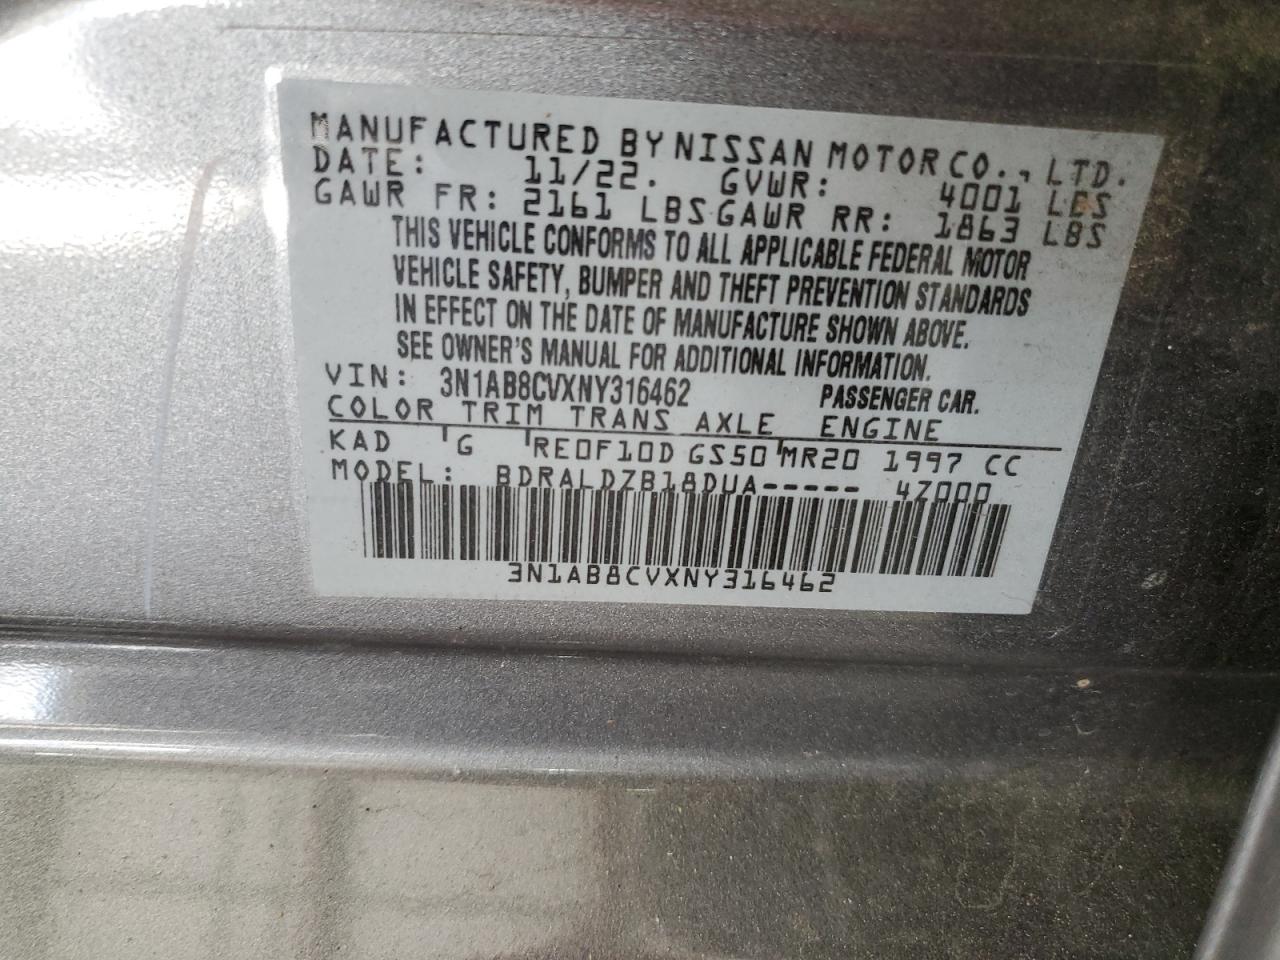 MANUFACTURED BY NISSAN MOTOR CO., LTD.
DATE: 11/22. GVWR: 4001 LBS
GAWR FR: 2161 LBS GAWR RR: 1863 LBS
THIS VEHICLE CONFORMS TO ALL APPLICABLE FEDERAL MOTOR
VEHICLE SAFETY, BUMPER AND THEFT PREVENTION STANDARDS
IN EFFECT ON THE DATE OF MANUFACTURE SHOWN ABOVE.
SEE OWNER'S MANUAL FOR ADDITIONAL INFORMATION.
VIN: 3N1AB8CVXNY316462 PASSENGER CAR.
COLOR TRIM TRANS AXLE ENGINE
KAD G RE0F10D GS50 MR20 1997 CC
MODEL: BDRALDZB18DUA----- 4Z000
3N1AB8CVXNY316462